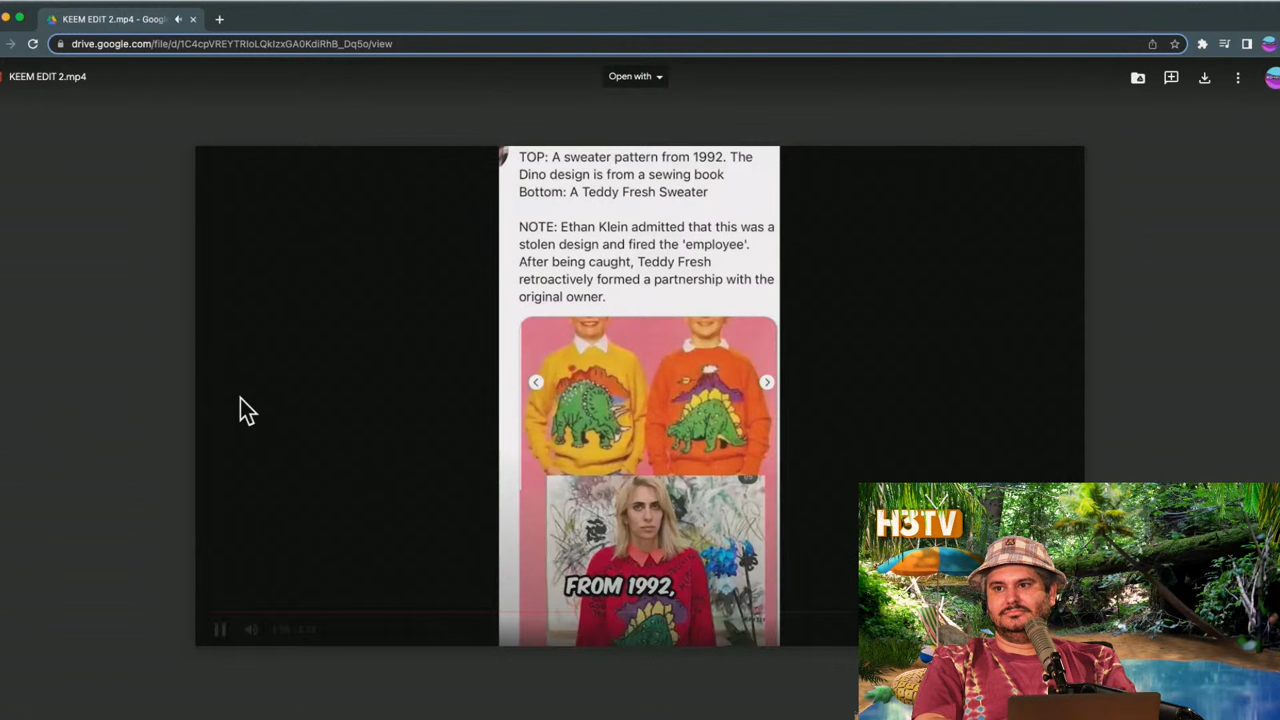 KEEM EDIT 2.mp4 - Goog
drive.google.com/file/d/1C4cpVREYTRIoLQkIzxGA0KdiRhB_Dq5o/view
KEEM EDIT 2.mp4
Open with
TOP: A sweater pattern from 1992. The
Dino design is from a sewing book
Bottom: A Teddy Fresh Sweater
NOTE: Ethan Klein admitted that this was a
stolen design and fired the 'employee'.
After being caught, Teddy Fresh
retroactively formed a partnership with the
original owner.
FROM 1992,
H3TV